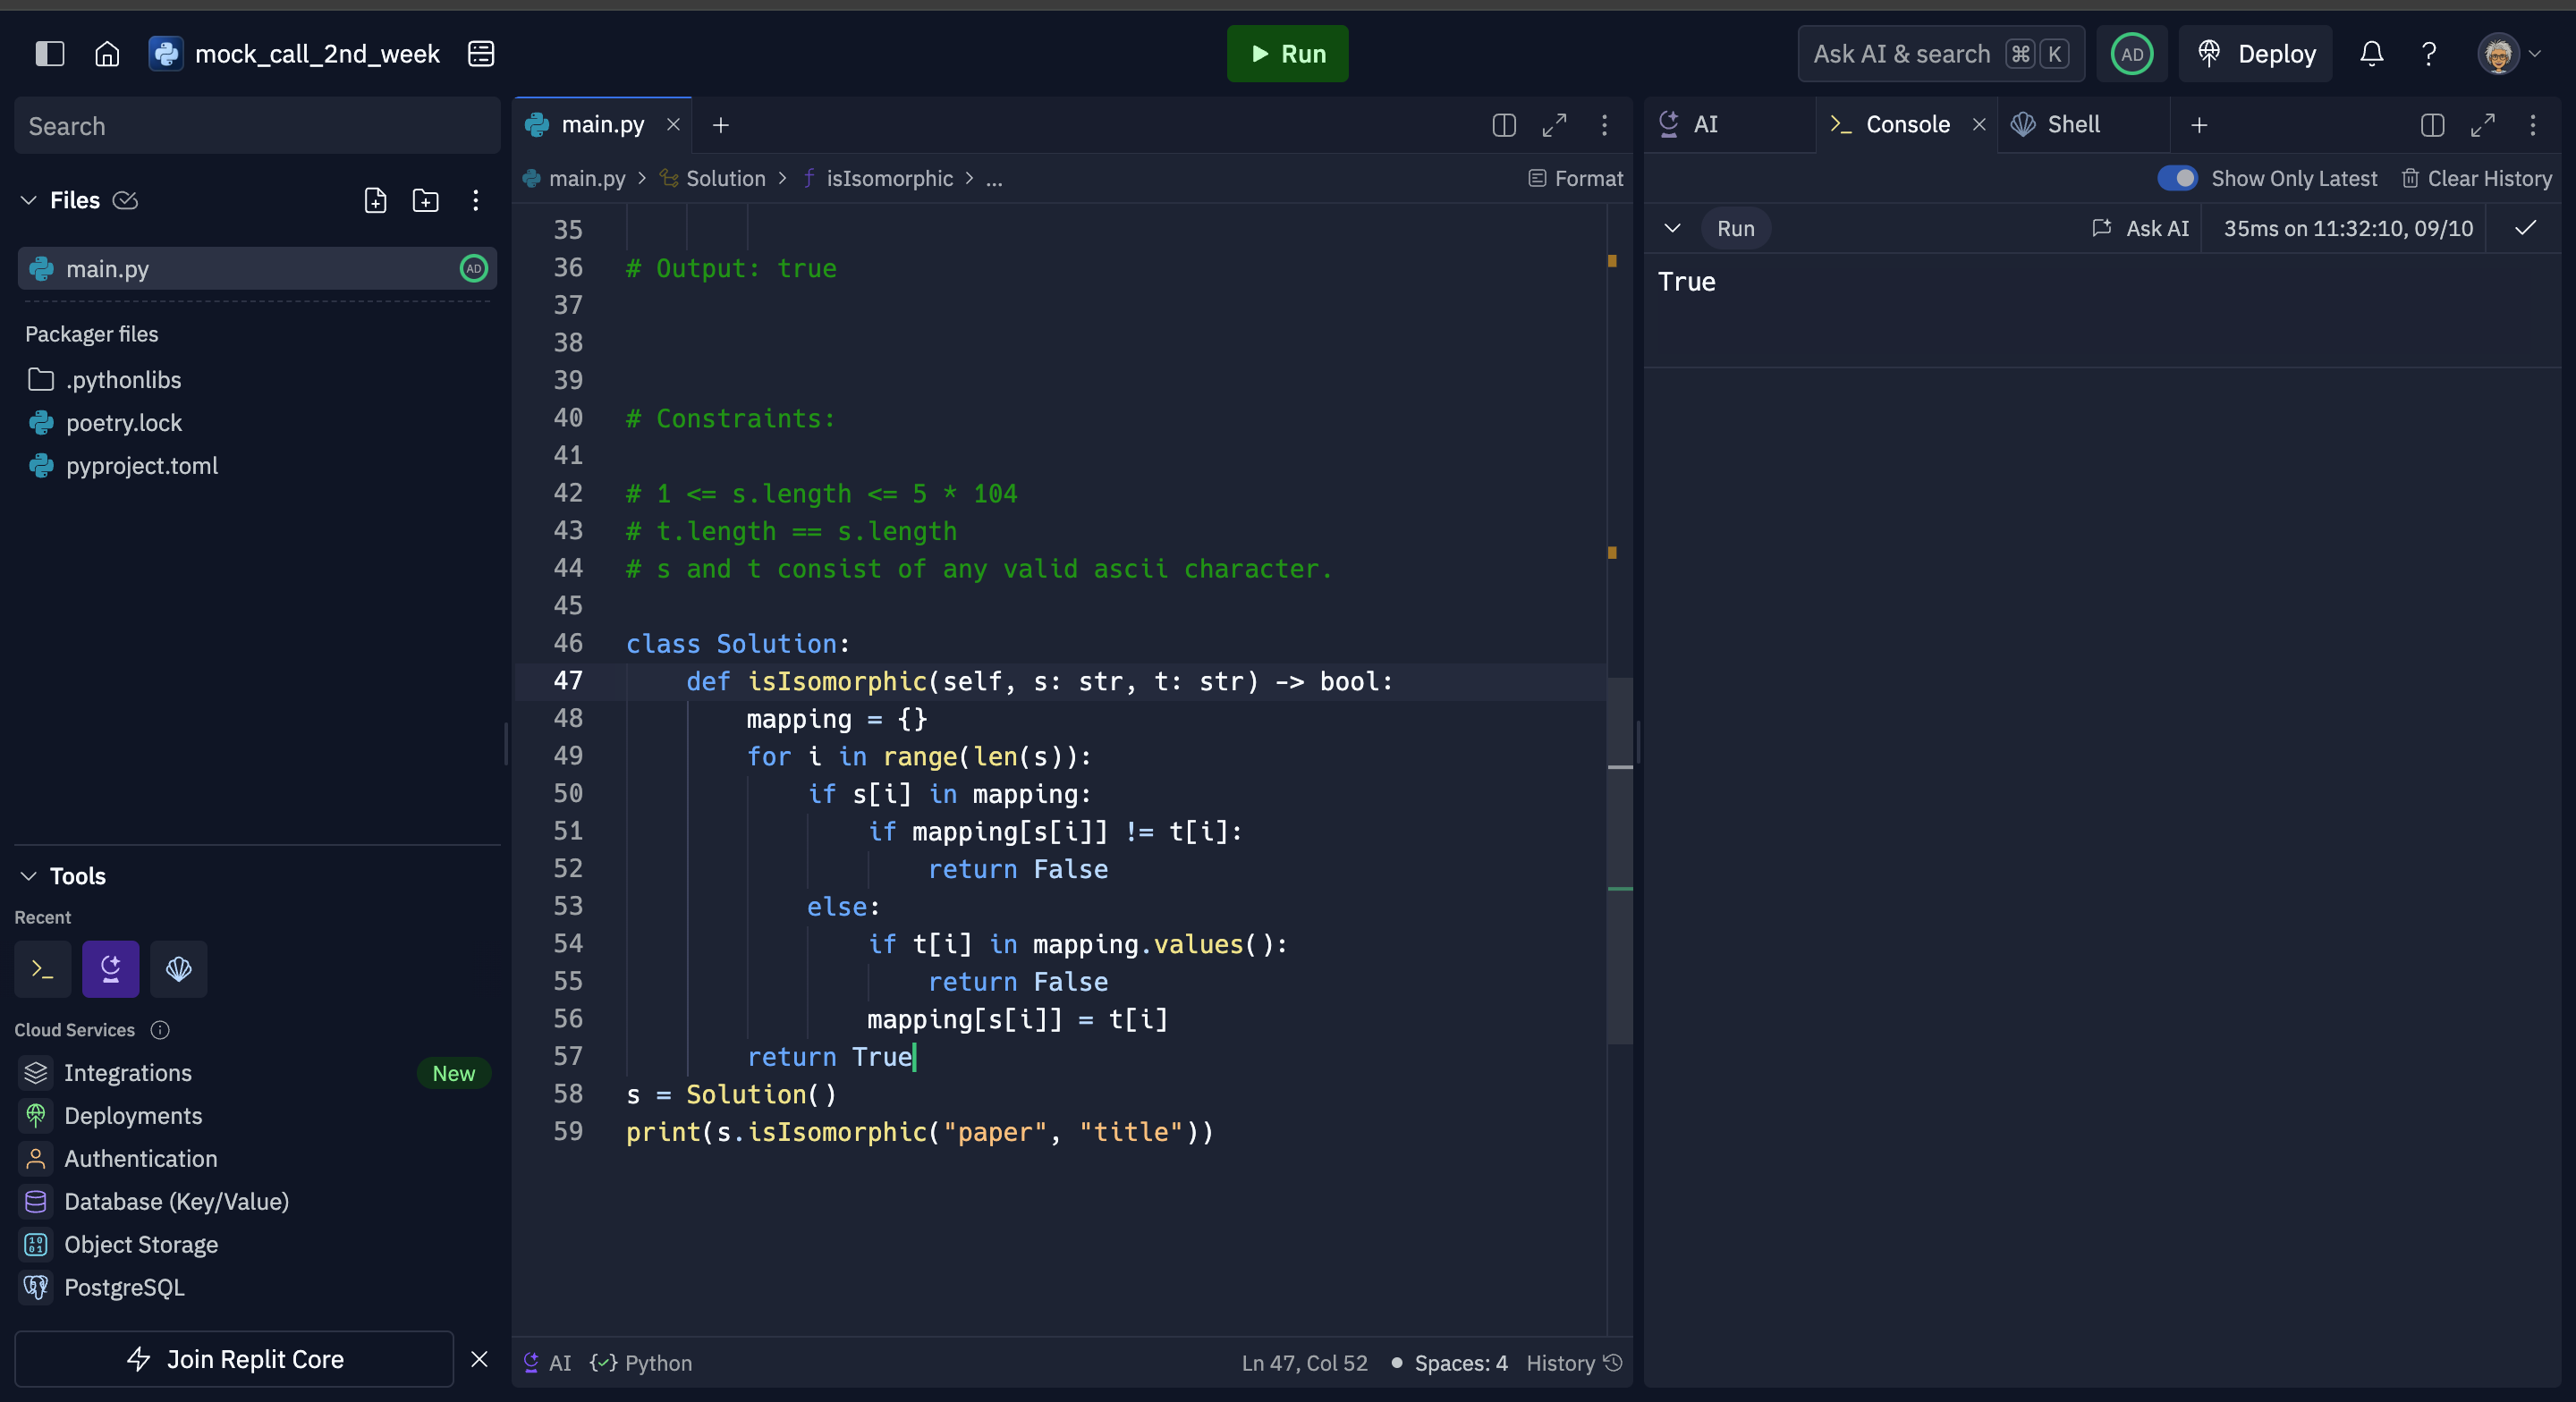 mock_call_2nd_week
Run
Ask AI & search ⌘ K
AD
Deploy
Search
Files
main.py
AD
Packager files
.pythonlibs
poetry.lock
pyproject.toml
Tools
Recent
Cloud Services
Integrations New
Deployments
Authentication
Database (Key/Value)
Object Storage
PostgreSQL
Join Replit Core
main.py
main.py > Solution > f isIsomorphic > ...
Format
35
36 # Output: true
37
38
39
40 # Constraints:
41
42 # 1 <= s.length <= 5 * 104
43 # t.length == s.length
44 # s and t consist of any valid ascii character.
45
46 class Solution:
47     def isIsomorphic(self, s: str, t: str) -> bool:
48         mapping = {}
49         for i in range(len(s)):
50             if s[i] in mapping:
51                 if mapping[s[i]] != t[i]:
52                     return False
53             else:
54                 if t[i] in mapping.values():
55                     return False
56                 mapping[s[i]] = t[i]
57         return True
58 s = Solution()
59 print(s.isIsomorphic("paper", "title"))
AI {✓} Python
Ln 47, Col 52 • Spaces: 4 History
AI
Console
Shell
Show Only Latest
Clear History
Run
Ask AI
35ms on 11:32:10, 09/10
True